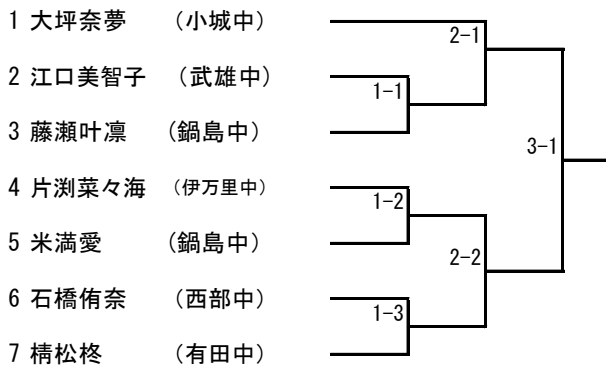 1 大坪奈夢 （小城中）
2-1
2 江口美智子 （武雄中）
1-1
3 藤瀬叶凛 （鍋島中）
3-1
4 片渕菜々海 （伊万里中）
1-2
5 米満愛 （鍋島中）
2-2
6 石橋侑奈 （西部中）
1-3
7 棈松柊 （有田中）